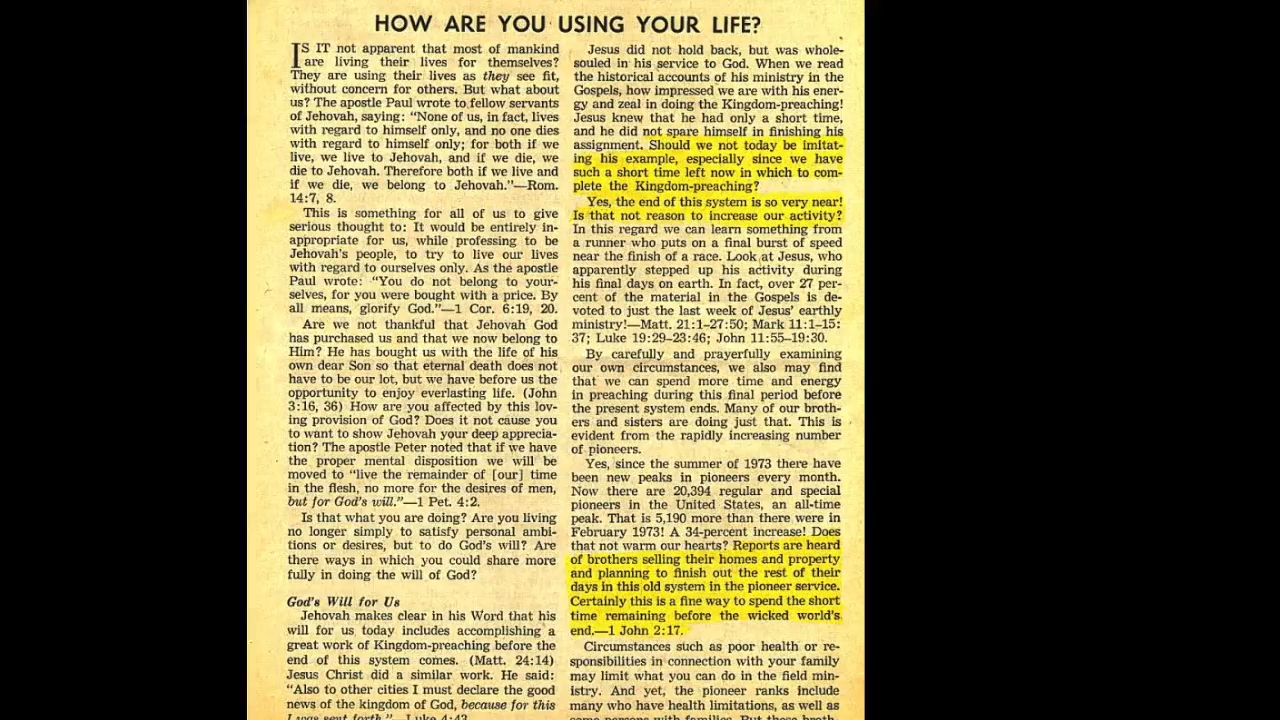 HOW ARE YOU USING YOUR LIFE?
IS IT not apparent that most of mankind
are living their lives for themselves?
They are using their lives as they see fit,
without concern for others. But what about
us? The apostle Paul wrote to fellow servants
of Jehovah, saying: “None of us, in fact, lives
with regard to himself only, and no one dies
with regard to himself only; for both if we
live, we live to Jehovah, and if we die, we
die to Jehovah. Therefore both if we live and
if we die, we belong to Jehovah.”—Rom.
14:7, 8.
This is something for all of us to give
serious thought to: It would be entirely in-
appropriate for us, while professing to be
Jehovah’s people, to try to live our lives
with regard to ourselves only. As the apostle
Paul wrote: “You do not belong to your-
selves, for you were bought with a price. By
all means, glorify God.”—1 Cor. 6:19, 20.
Are we not thankful that Jehovah God
has purchased us and that we now belong to
Him? He has bought us with the life of his
own dear Son so that eternal death does not
have to be our lot, but we have before us the
opportunity to enjoy everlasting life. (John
3:16, 36) How are you affected by this lov-
ing provision of God? Does it not cause you
to want to show Jehovah your deep apprecia-
tion? The apostle Peter noted that if we have
the proper mental disposition we will be
moved to “live the remainder of [our] time
in the flesh, no more for the desires of men,
but for God’s will.”—1 Pet. 4:2.
Is that what you are doing? Are you living
no longer simply to satisfy personal ambi-
tions or desires, but to do God’s will? Are
there ways in which you could share more
fully in doing the will of God?
God’s Will for Us
Jehovah makes clear in his Word that his
will for us today includes accomplishing a
great work of Kingdom-preaching before the
end of this system comes. (Matt. 24:14)
Jesus Christ did a similar work. He said:
“Also to other cities I must declare the good
news of the kingdom of God, because for this
I was sent forth.”—Luke 4:43
Jesus did not hold back, but was whole-
souled in his service to God. When we read
the historical accounts of his ministry in the
Gospels, how impressed we are with his ener-
gy and zeal in doing the Kingdom-preaching!
Jesus knew that he had only a short time,
and he did not spare himself in finishing his
assignment. Should we not today be imitat-
ing his example, especially since we have
such a short time left now in which to com-
plete the Kingdom-preaching?
Yes, the end of this system is so very near!
Is that not reason to increase our activity?
In this regard we can learn something from
a runner who puts on a final burst of speed
near the finish of a race. Look at Jesus, who
apparently stepped up his activity during
his final days on earth. In fact, over 27 per-
cent of the material in the Gospels is de-
voted to just the last week of Jesus’ earthly
ministry!—Matt. 21:1–27:50; Mark 11:1–15:
37; Luke 19:29–23:46; John 11:55–19:30.
By carefully and prayerfully examining
our own circumstances, we also may find
that we can spend more time and energy
in preaching during this final period before
the present system ends. Many of our broth-
ers and sisters are doing just that. This is
evident from the rapidly increasing number
of pioneers.
Yes, since the summer of 1973 there have
been new peaks in pioneers every month.
Now there are 20,394 regular and special
pioneers in the United States, an all-time
peak. That is 5,190 more than there were in
February 1973! A 34-percent increase! Does
that not warm our hearts? Reports are heard
of brothers selling their homes and property
and planning to finish out the rest of their
days in this old system in the pioneer service.
Certainly this is a fine way to spend the short
time remaining before the wicked world’s
end.—1 John 2:17.
Circumstances such as poor health or re-
sponsibilities in connection with your family
may limit what you can do in the field min-
istry. And yet, the pioneer ranks include
many who have health limitations, as well as
some persons with families. But these broth-